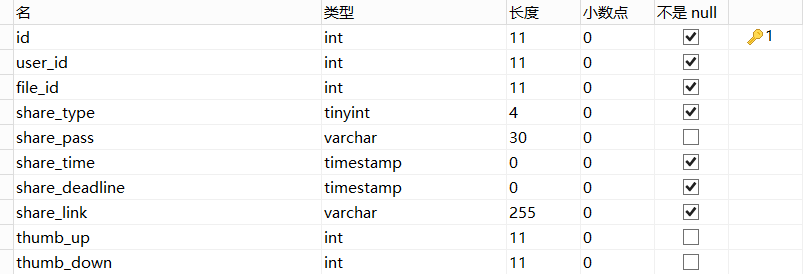 名 类型 长度 小数点 不是 null
id int 11 0 1
user_id int 11 0
file_id int 11 0
share_type tinyint 4 0
share_pass varchar 30 0
share_time timestamp 0 0
share_deadline timestamp 0 0
share_link varchar 255 0
thumb_up int 11 0
thumb_down int 11 0